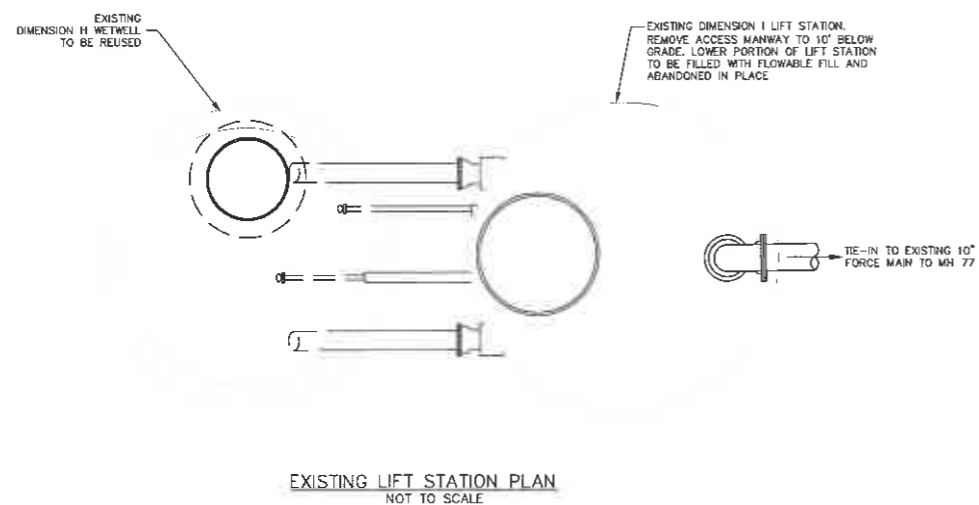 EXISTING
DIMENSION H WETWELL
TO BE REUSED
EXISTING DIMENSION I LIFT STATION.
REMOVE ACCESS MANWAY TO 10' BELOW
GRADE. LOWER PORTION OF LIFT STATION
TO BE FILLED WITH FLOWABLE FILL AND
ABANDONED IN PLACE
TIE-IN TO EXISTING 10"
FORCE MAIN TO MH 77
EXISTING LIFT STATION PLAN
NOT TO SCALE